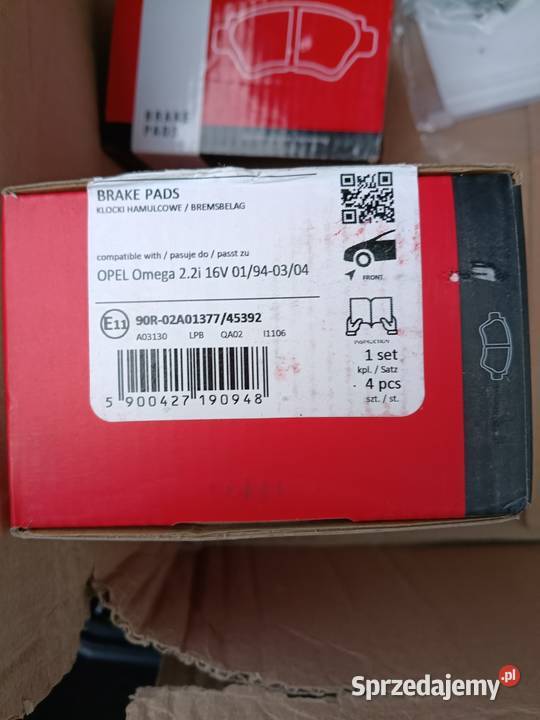 BRAKE
PADS
BRAKE PADS
KLOCKI HAMULCOWE / BREMSBELAG
compatible with / pasuje do / passt zu
OPEL Omega 2.2i 16V 01/94-03/04
FRONT
E11 90R-02A01377/45392
A03130 LPB QA02 I1106
INSTRUCTION
1 set
kpl. / Satz
4 pcs
szt. / st.
5 900427 190948
Sprzedajemy.pl